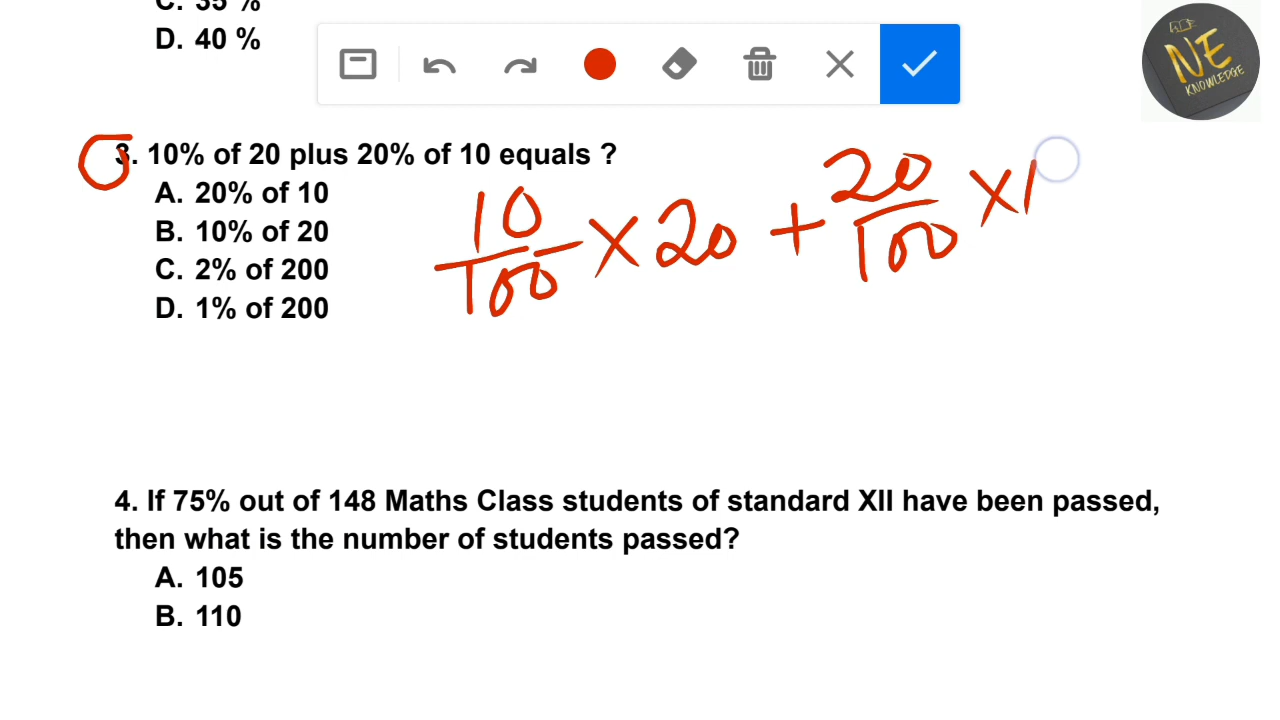 C. 35 %
D. 40 %
NE
KNOWLEDGE
3. 10% of 20 plus 20% of 10 equals ?
A. 20% of 10
B. 10% of 20
C. 2% of 200
D. 1% of 200
10/100 × 20 + 20/100 × 1
4. If 75% out of 148 Maths Class students of standard XII have been passed,
then what is the number of students passed?
A. 105
B. 110